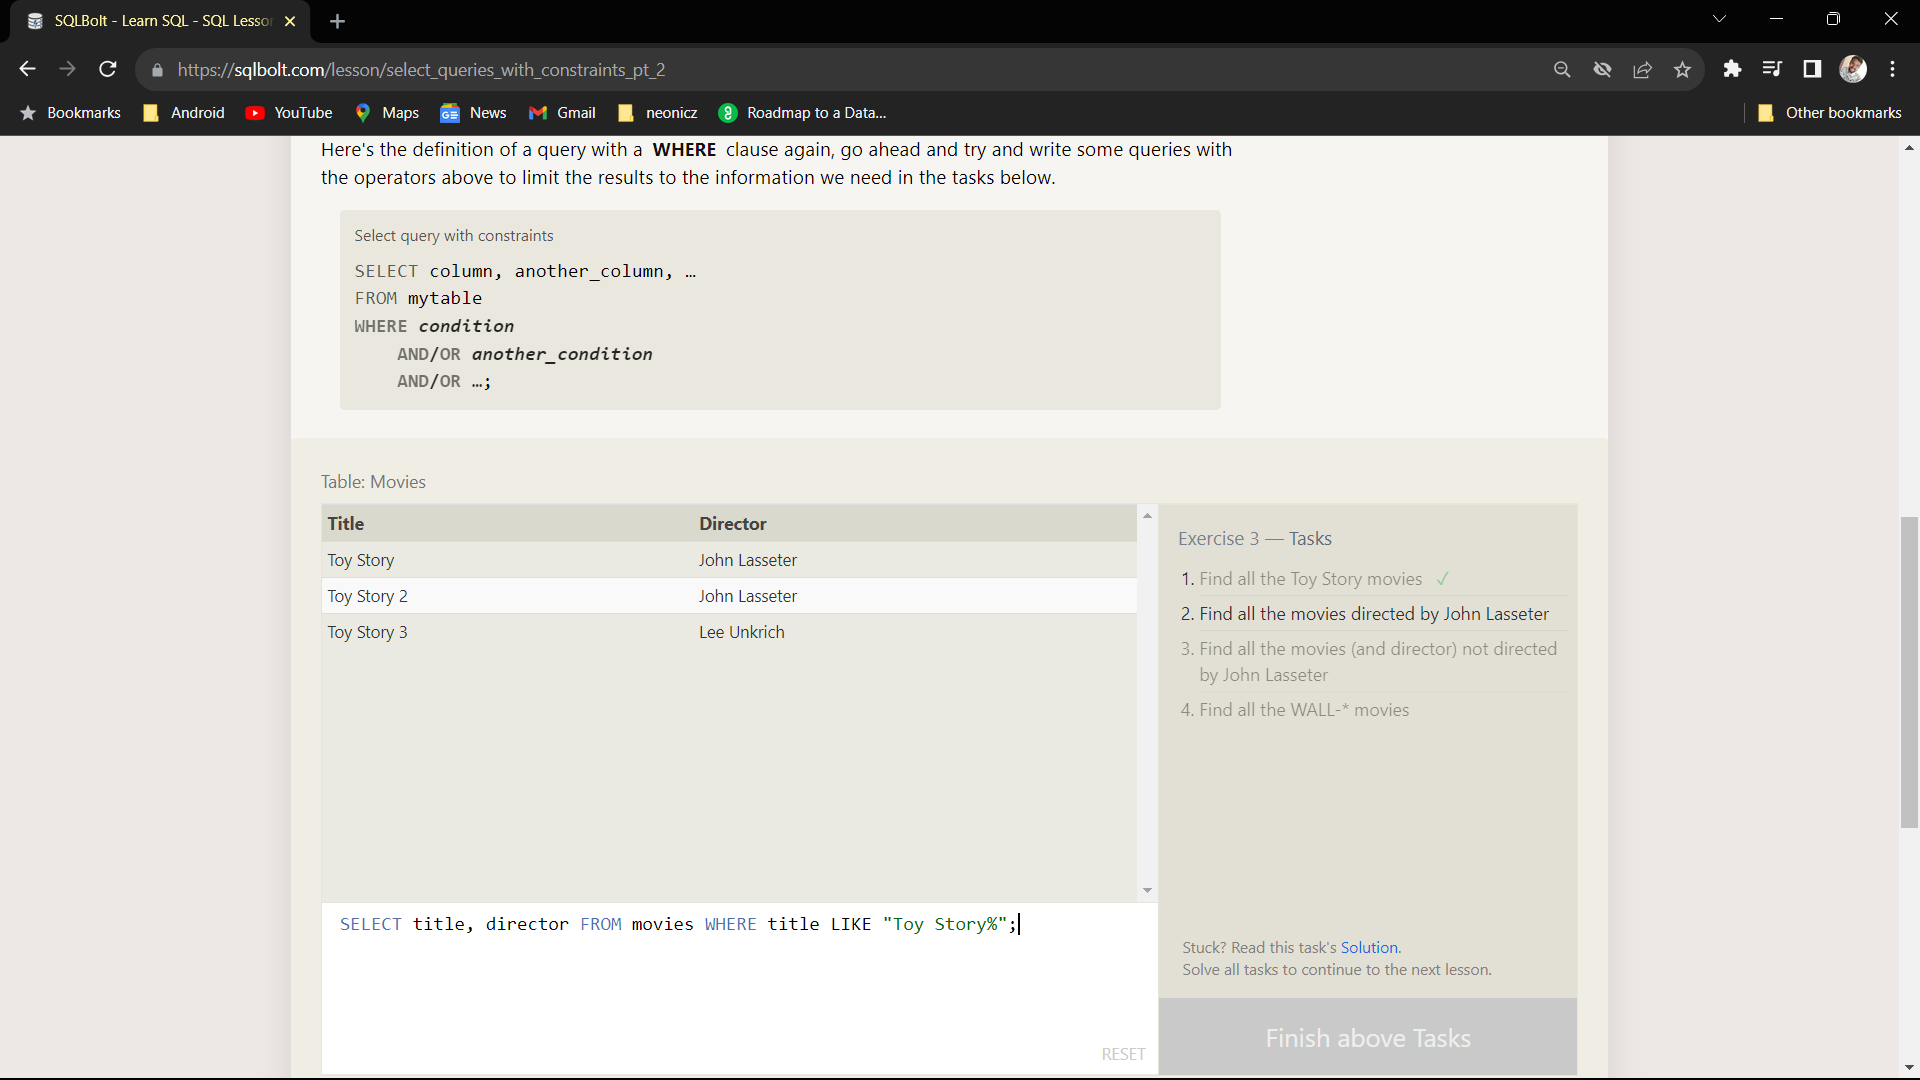 SQLBolt - Learn SQL - SQL Lesso
https://sqlbolt.com/lesson/select_queries_with_constraints_pt_2
Bookmarks Android YouTube Maps News Gmail neonicz Roadmap to a Data... Other bookmarks
Here's the definition of a query with a WHERE clause again, go ahead and try and write some queries with
the operators above to limit the results to the information we need in the tasks below.
Select query with constraints
SELECT column, another_column, …
FROM mytable
WHERE condition
AND/OR another_condition
AND/OR …;
Table: Movies
Title Director
Toy Story John Lasseter
Toy Story 2 John Lasseter
Toy Story 3 Lee Unkrich
SELECT title, director FROM movies WHERE title LIKE "Toy Story%";
RESET
Exercise 3 — Tasks
1. Find all the Toy Story movies ✓
2. Find all the movies directed by John Lasseter
3. Find all the movies (and director) not directed
by John Lasseter
4. Find all the WALL-* movies
Stuck? Read this task's Solution.
Solve all tasks to continue to the next lesson.
Finish above Tasks